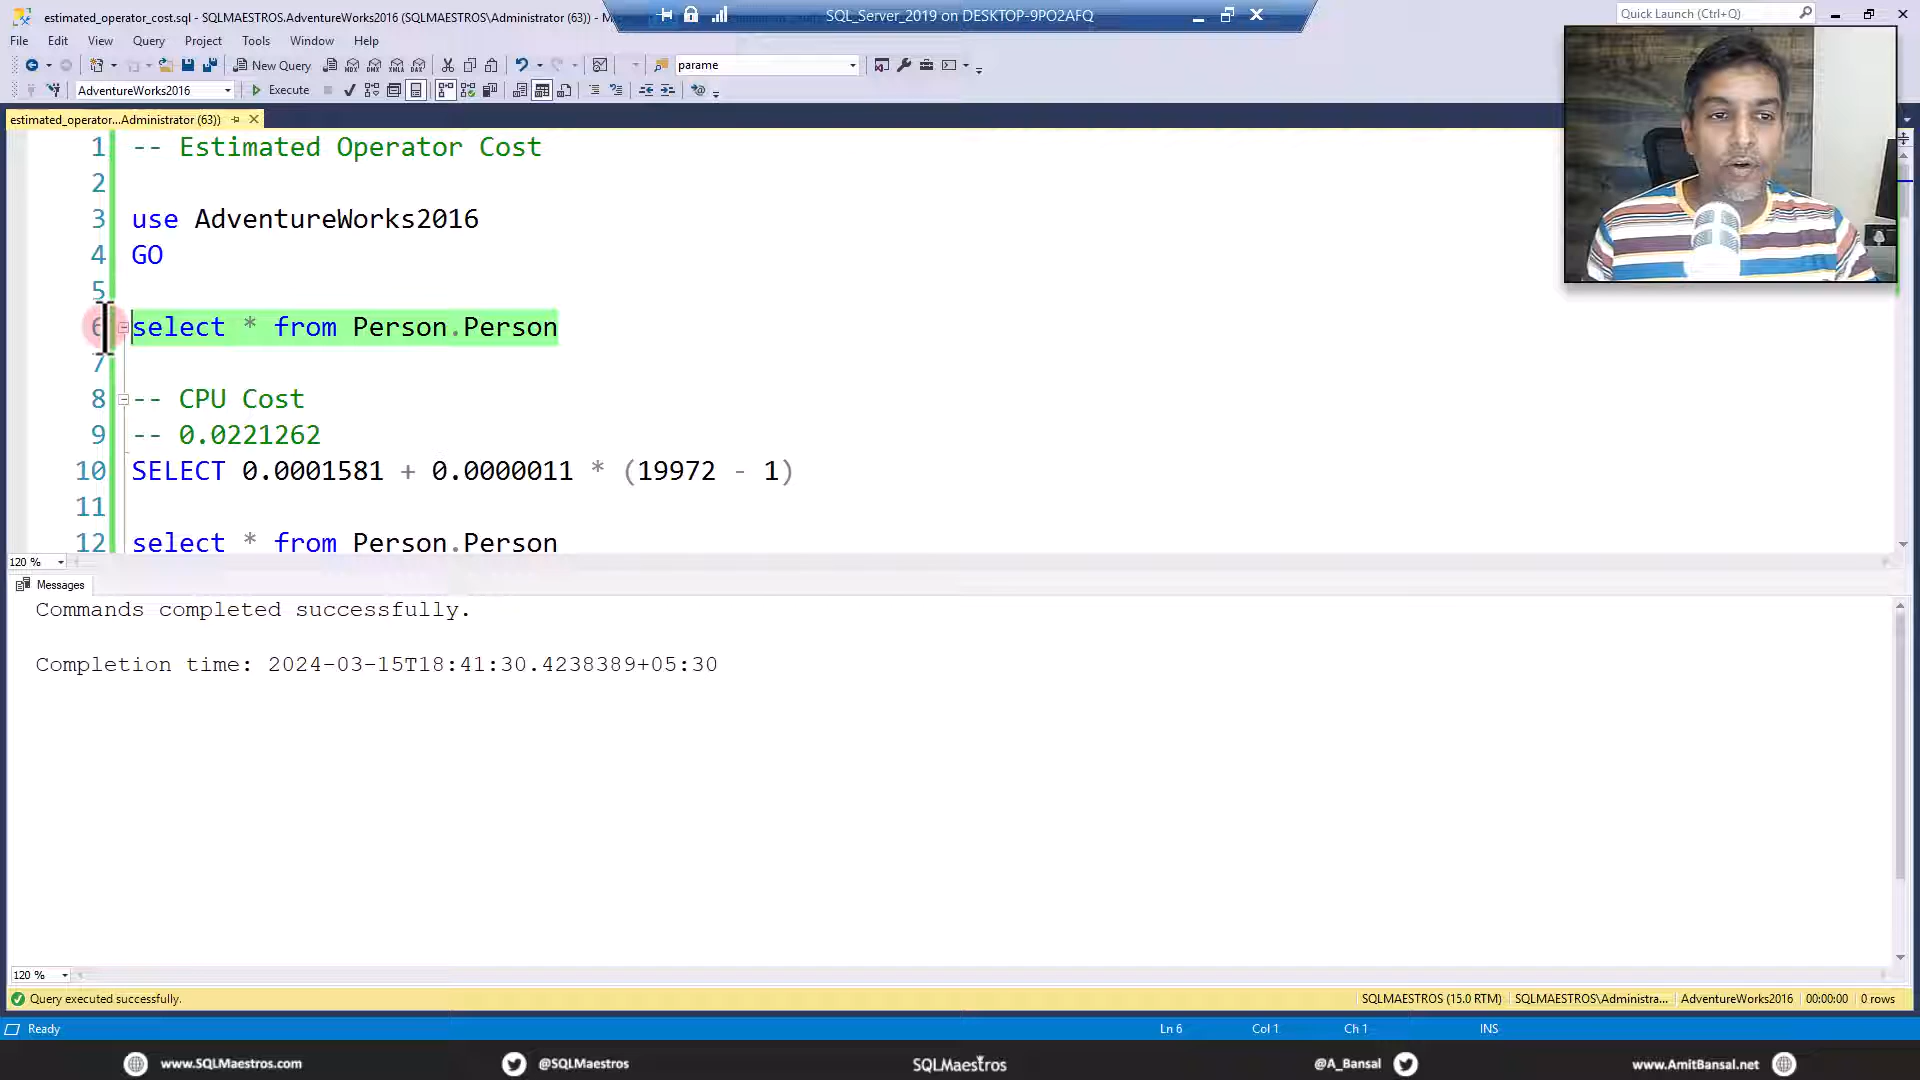 estimated_operator_cost.sql - SQLMAESTROS.AdventureWorks2016 (SQLMAESTROS\Administrator (63)) - M
SQL_Server_2019 on DESKTOP-9PO2AFQ
Quick Launch (Ctrl+Q)
File Edit View Query Project Tools Window Help
New Query
parame
AdventureWorks2016
Execute
estimated_operator...Administrator (63))
1 -- Estimated Operator Cost
2
3 use AdventureWorks2016
4 GO
5
6 select * from Person.Person
7
8 -- CPU Cost
9 -- 0.0221262
10 SELECT 0.0001581 + 0.0000011 * (19972 - 1)
11
12 select * from Person.Person
120 %
Messages
Commands completed successfully.
Completion time: 2024-03-15T18:41:30.4238389+05:30
120 %
Query executed successfully.
SQLMAESTROS (15.0 RTM) SQLMAESTROS\Administra... AdventureWorks2016 00:00:00 0 rows
Ready
Ln 6 Col 1 Ch 1 INS
www.SQLMaestros.com @SQLMaestros SQLMaestros @A_Bansal www.AmitBansal.net